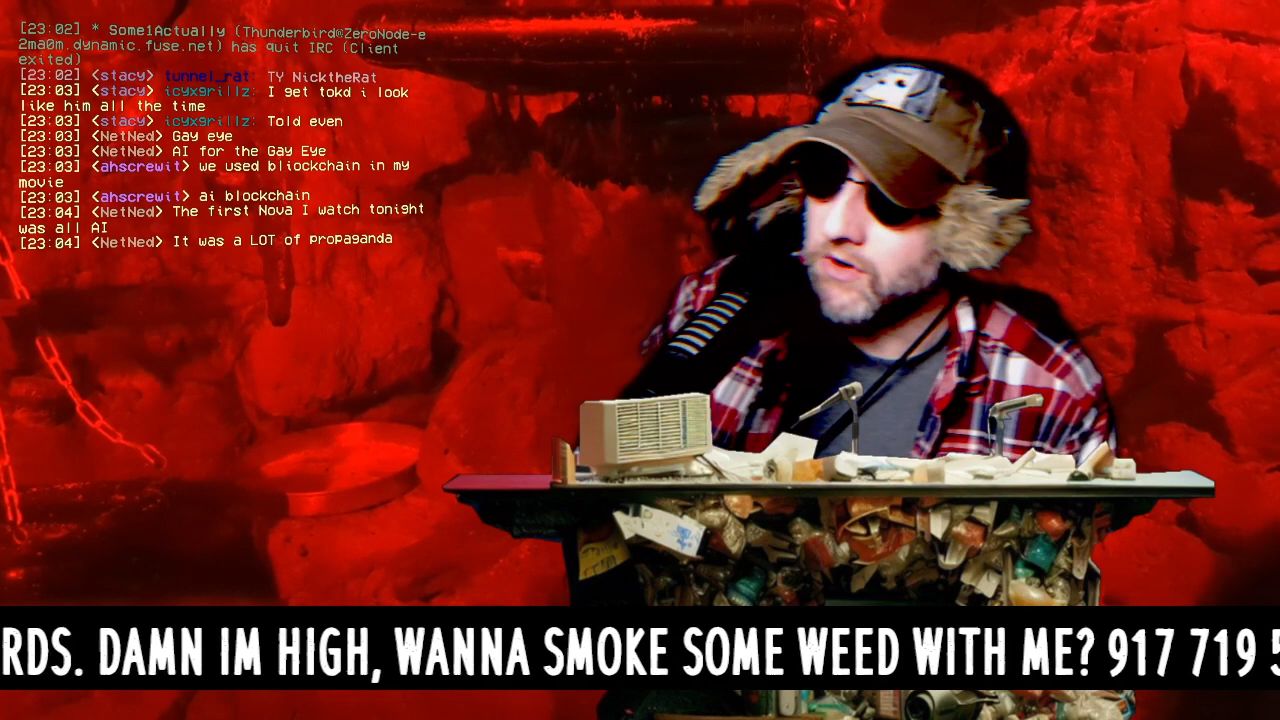 [23:02] * Some1Actually (Thunderbird@ZeroNode-e
2ma0m.dynamic.fuse.net) has quit IRC (Client
exited)
[23:02] <stacy> tunnel_rat: TY NicktheRat
[23:03] <stacy> icyxgrillz: I get tokd i look
like him all the time
[23:03] <stacy> icyxgrillz: Told even
[23:03] <NetNed> Gay eye
[23:03] <NetNed> AI for the Gay Eye
[23:03] <ahscrewit> we used bliockchain in my
movie
[23:03] <ahscrewit> ai blockchain
[23:04] <NetNed> The first Nova I watch tonight
was all AI
[23:04] <NetNed> It was a LOT of propaganda
RDS. DAMN IM HIGH, WANNA SMOKE SOME WEED WITH ME? 917 719 5